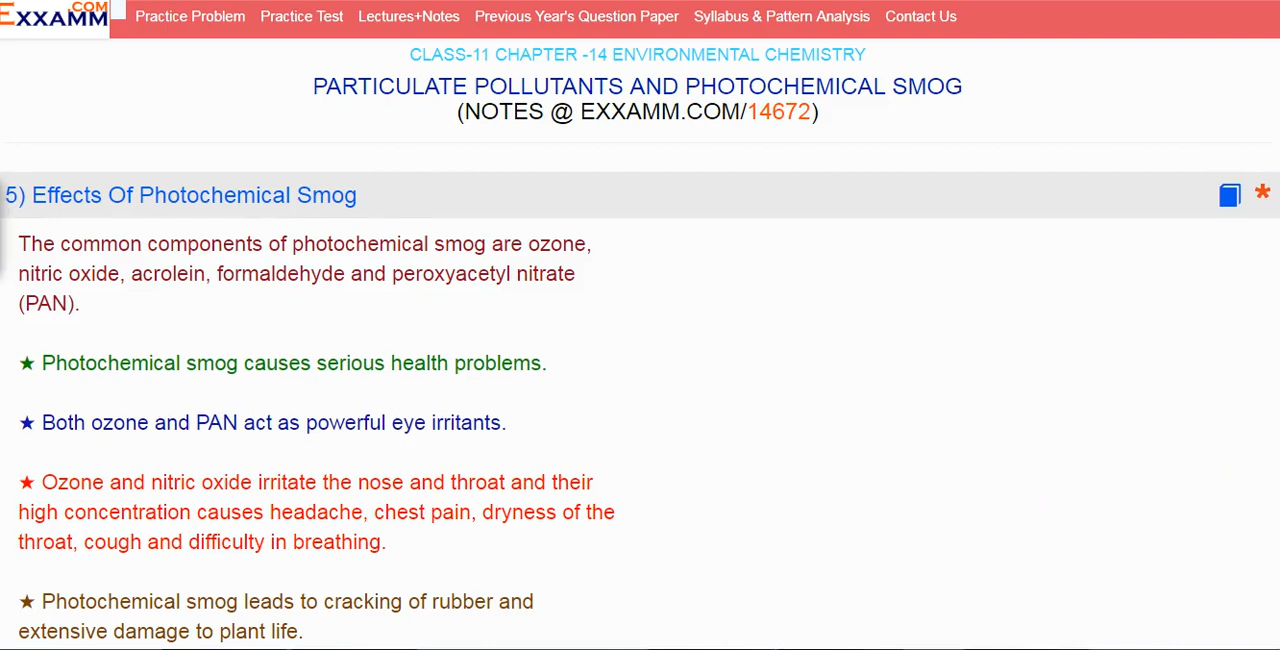 EXXAMM.COM
Practice Problem Practice Test Lectures+Notes Previous Year's Question Paper Syllabus & Pattern Analysis Contact Us
CLASS-11 CHAPTER -14 ENVIRONMENTAL CHEMISTRY
PARTICULATE POLLUTANTS AND PHOTOCHEMICAL SMOG
(NOTES @ EXXAMM.COM/14672)
5) Effects Of Photochemical Smog *
The common components of photochemical smog are ozone,
nitric oxide, acrolein, formaldehyde and peroxyacetyl nitrate
(PAN).
★ Photochemical smog causes serious health problems.
★ Both ozone and PAN act as powerful eye irritants.
★ Ozone and nitric oxide irritate the nose and throat and their
high concentration causes headache, chest pain, dryness of the
throat, cough and difficulty in breathing.
★ Photochemical smog leads to cracking of rubber and
extensive damage to plant life.